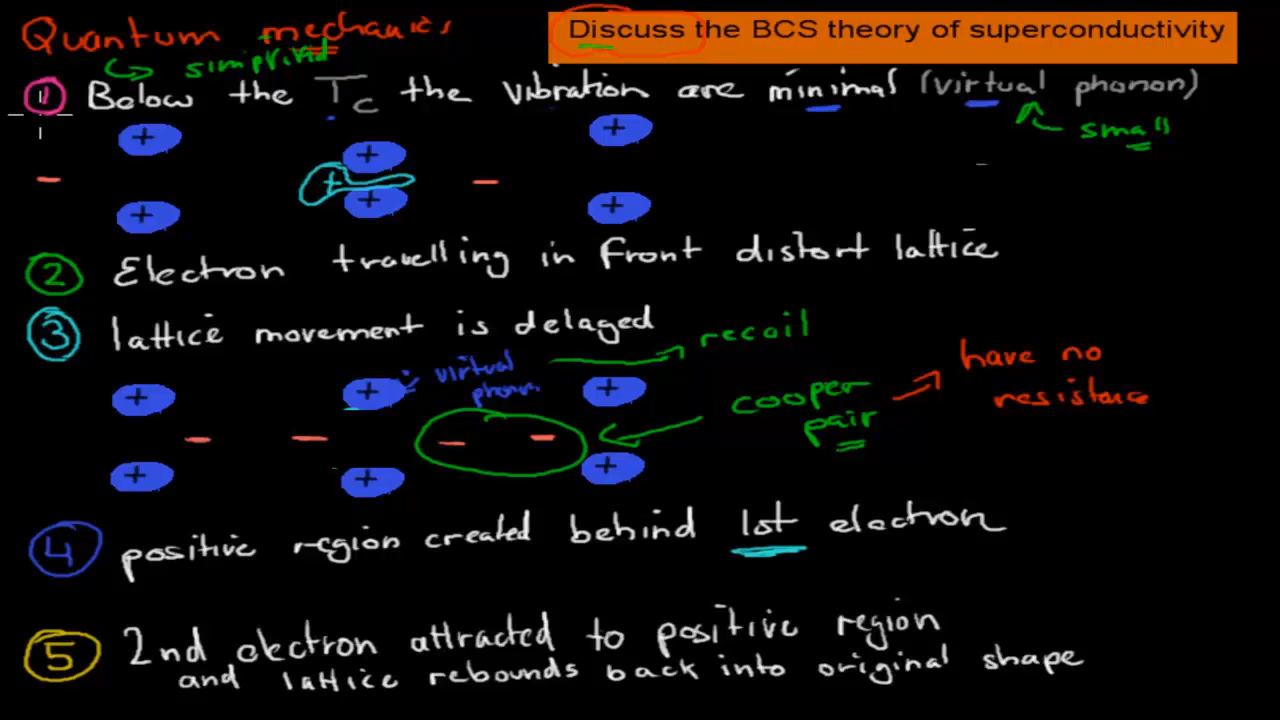 Quantum mechanics
Discuss the BCS theory of superconductivity
simplified
1 Below the Tc the vibration are minimal (virtual phonon)
small
+ + +
- + -
+ + +
2 Electron travelling in front distort lattice
3 lattice movement is delayed
recoil
virtual
have no
resistance
+ + +
cooper
pair
- - - -
+ + +
4 positive region created behind 1st electron
5 2nd electron attracted to positive region
and lattice rebounds back into original shape